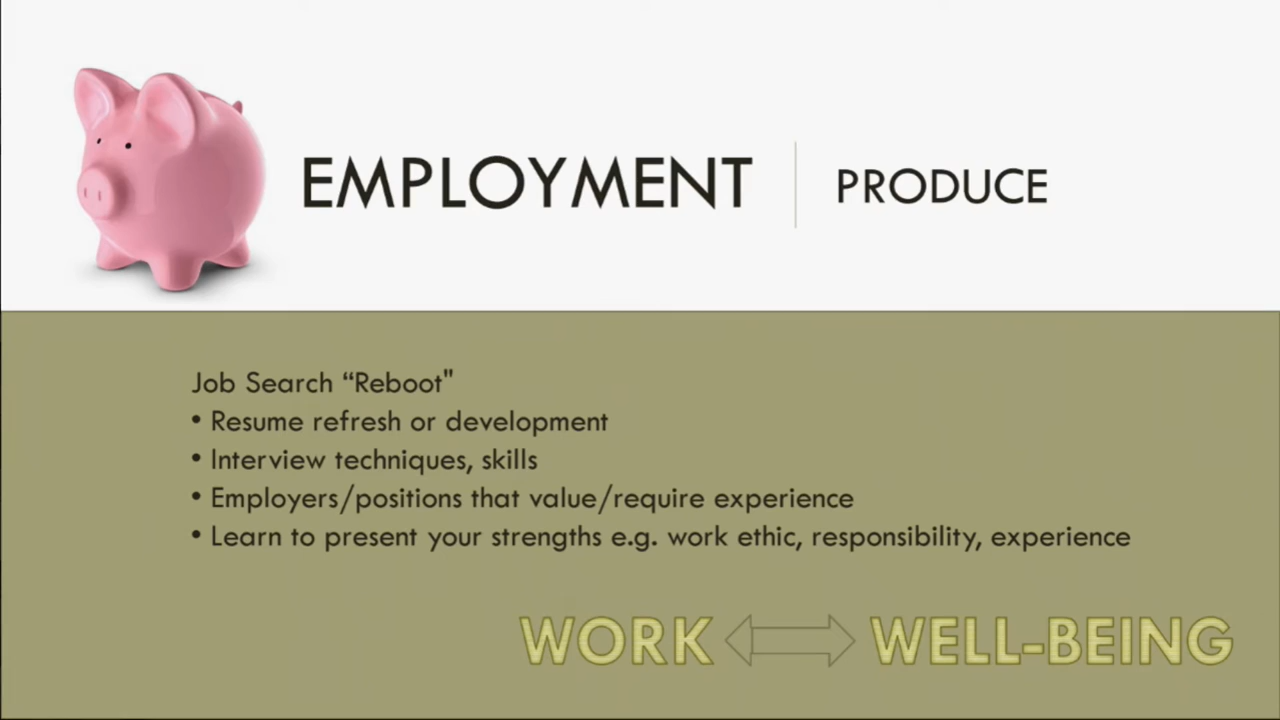 EMPLOYMENT
PRODUCE
Job Search “Reboot"
• Resume refresh or development
• Interview techniques, skills
• Employers/positions that value/require experience
• Learn to present your strengths e.g. work ethic, responsibility, experience
WORK WELL-BEING